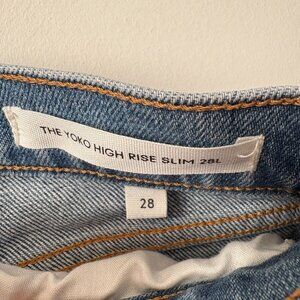 THE YOKO HIGH RISE SLIM 28L
28